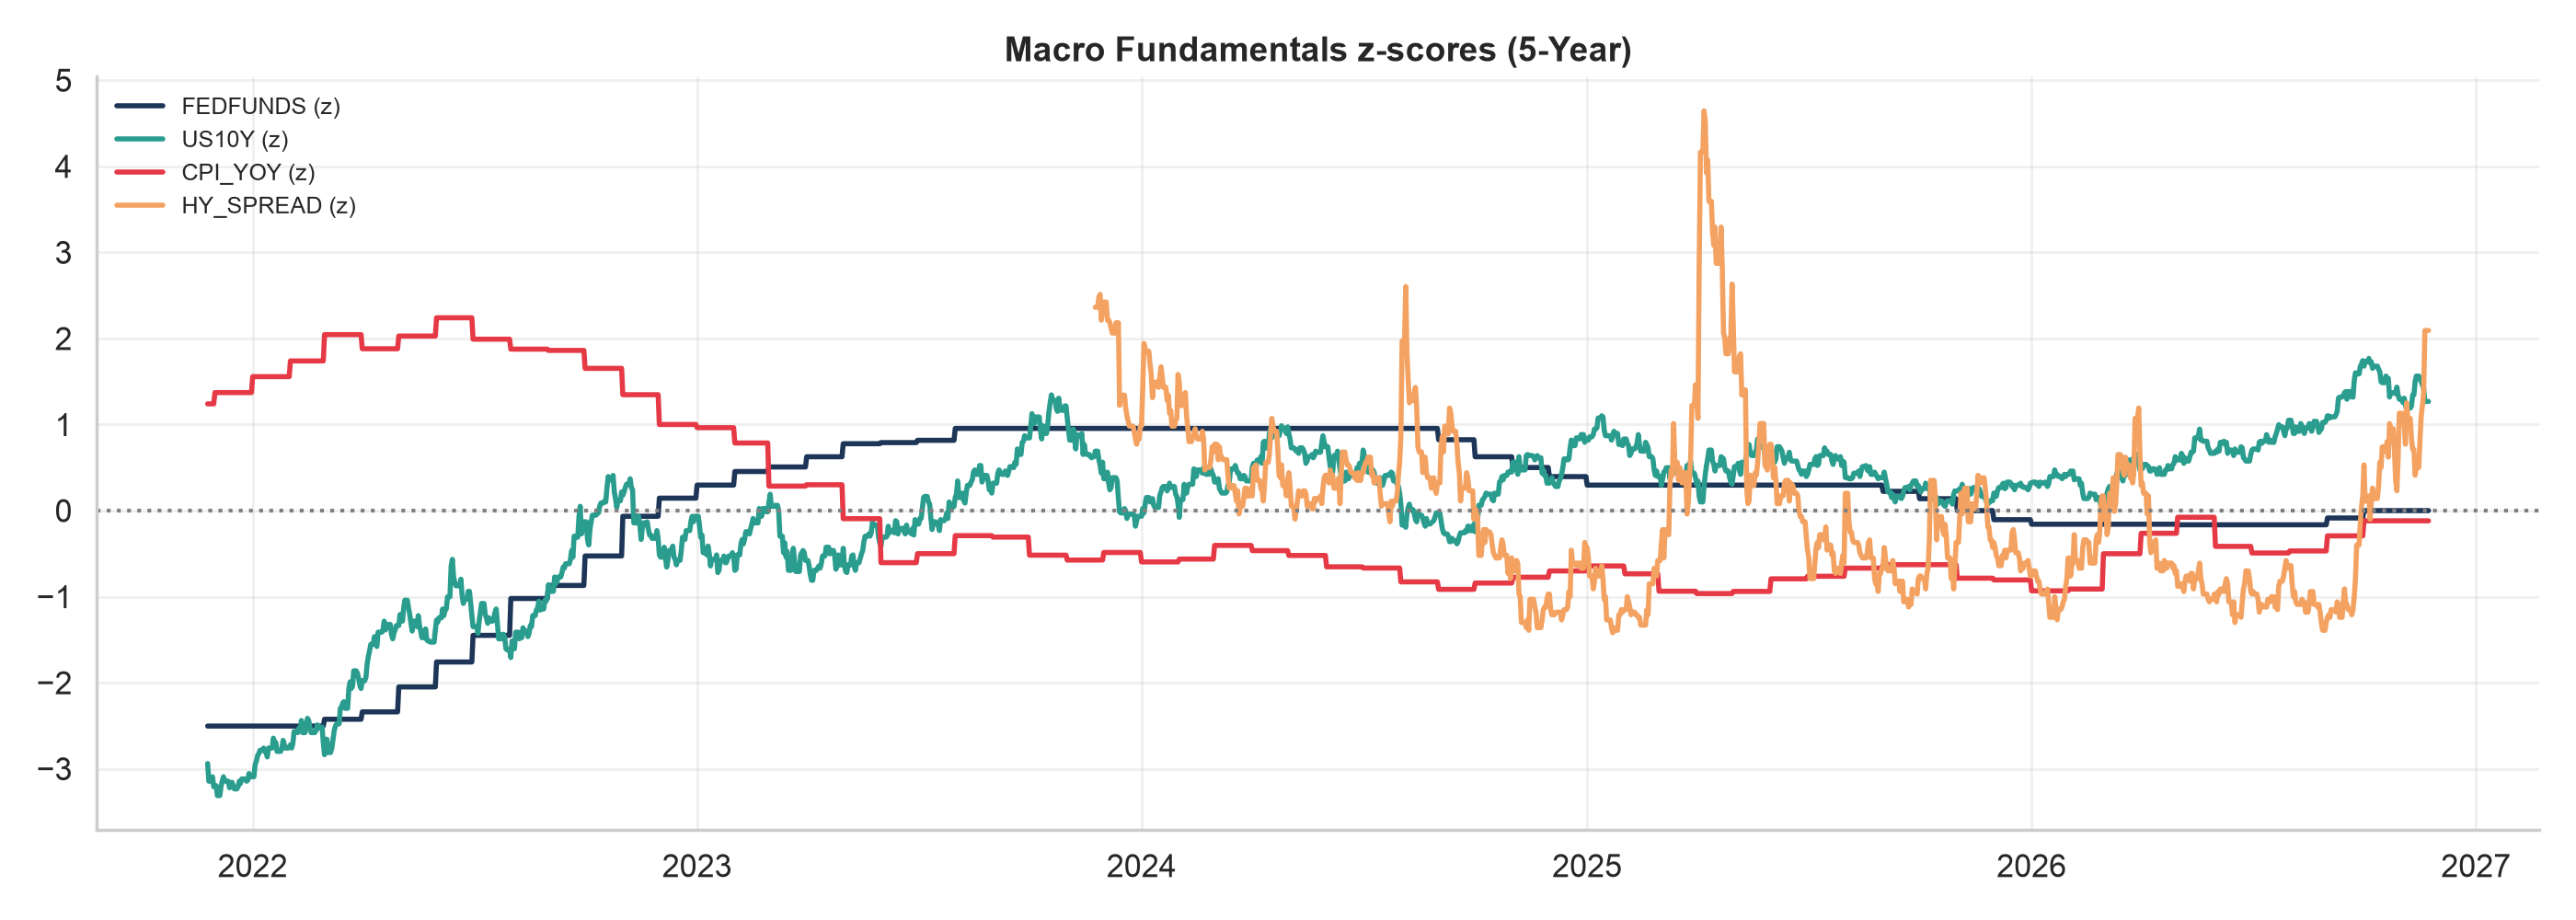 Macro Fundamentals z-scores (5-Year)
5
4
3
2
1
0
−1
−2
−3
FEDFUNDS (z)
US10Y (z)
CPI_YOY (z)
HY_SPREAD (z)
2022 2023 2024 2025 2026 2027